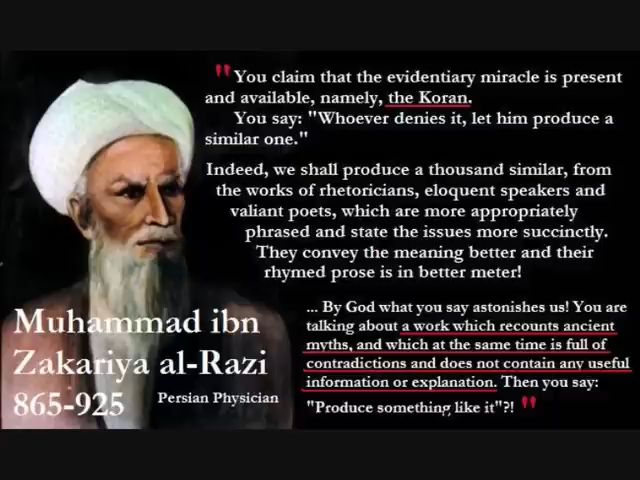 "You claim that the evidentiary miracle is present
and available, namely, the Koran.
You say: "Whoever denies it, let him produce a
similar one."
Indeed, we shall produce a thousand similar, from
the works of rhetoricians, eloquent speakers and
valiant poets, which are more appropriately
phrased and state the issues more succinctly.
They convey the meaning better and their
rhymed prose is in better meter!
... By God what you say astonishes us! You are
talking about a work which recounts ancient
myths, and which at the same time is full of
contradictions and does not contain any useful
information or explanation. Then you say:
"Produce something like it"?! "
Muhammad ibn
Zakariya al-Razi
865-925
Persian Physician